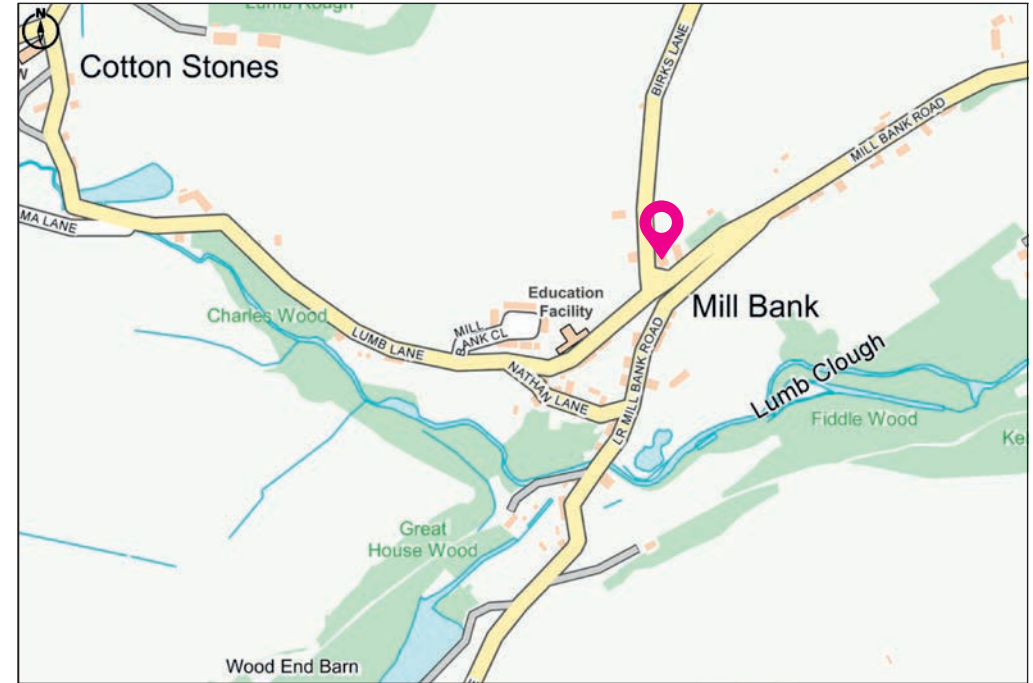 N
Cotton Stones
BIRKS LANE
MILL BANK ROAD
MA LANE
Education
Facility
Mill Bank
Charles Wood
MILL
BANK CL
LUMB LANE
NATHAN LANE
LR MILL BANK ROAD
Lumb Clough
Fiddle Wood
Great
House Wood
Wood End Barn